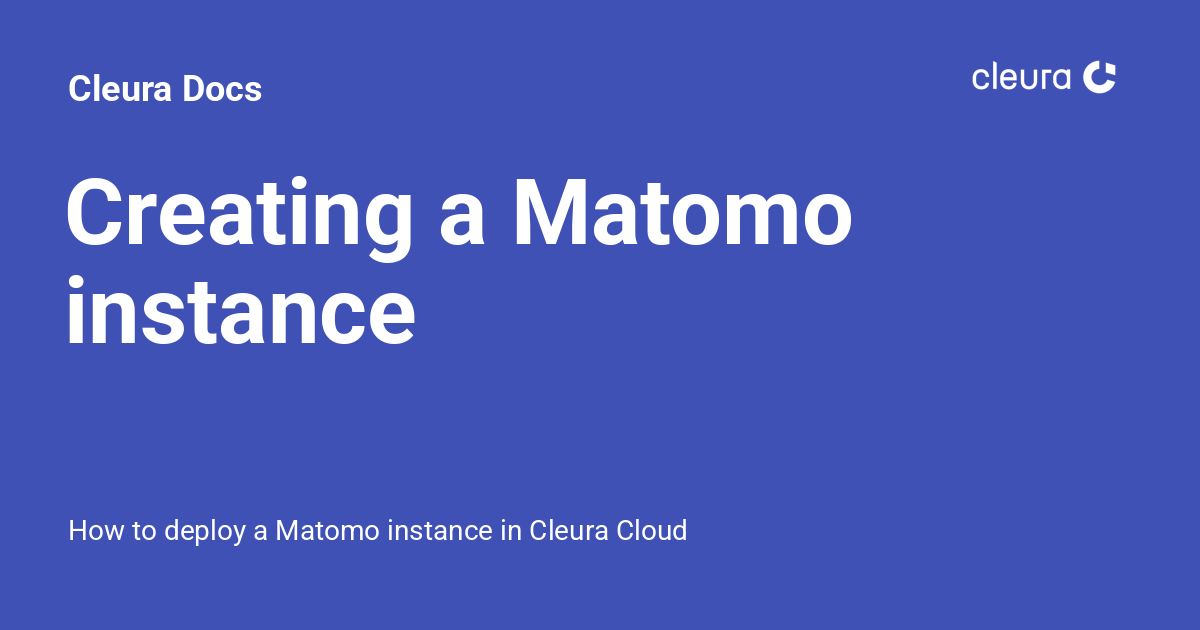 Cleura Docs
cleura
Creating a Matomo
instance
How to deploy a Matomo instance in Cleura Cloud